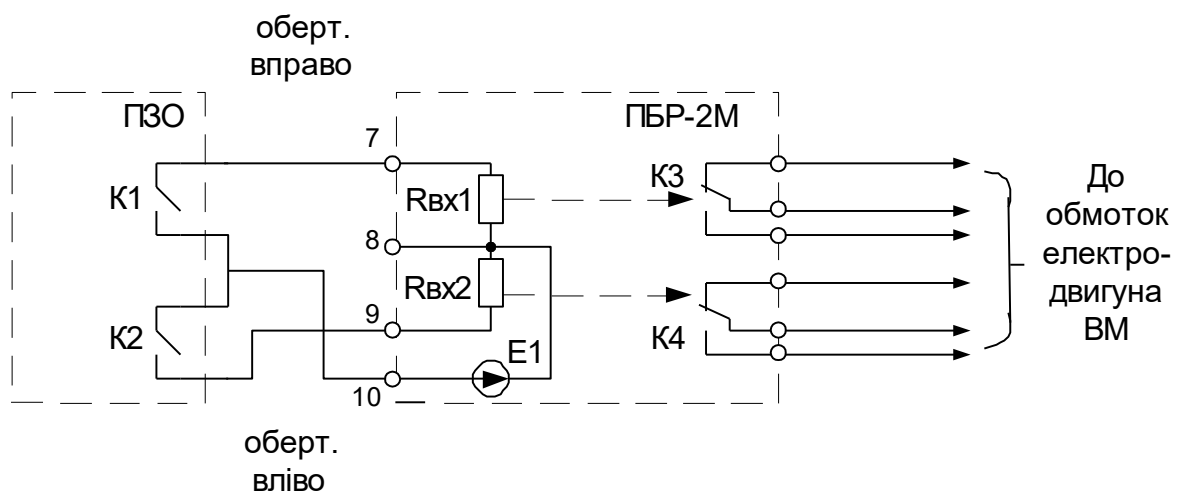 оберт.
вправо
ПЗО
ПБР-2М
7
К1
Rвх1
К3
8
Rвх2
9
К2
Е1
К4
10
До
обмоток
електро-
двигуна
ВМ
оберт.
вліво